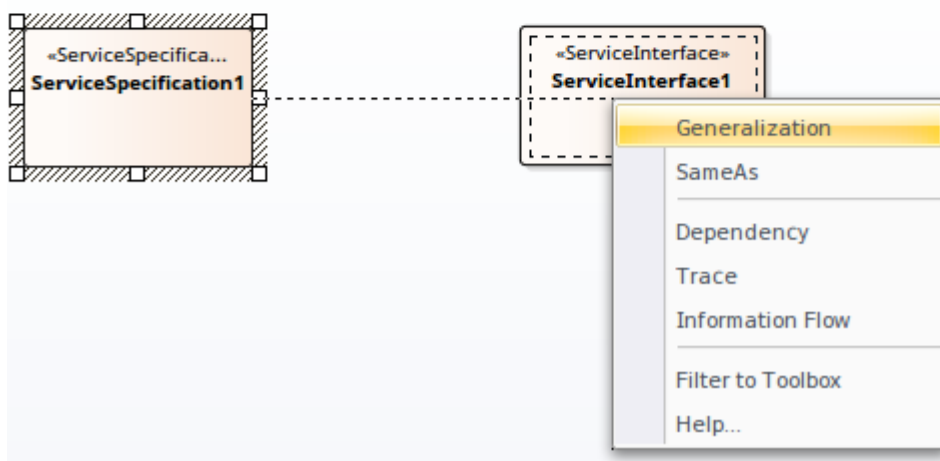 «ServiceSpecifica...
ServiceSpecification1
«ServiceInterface»
ServiceInterface1
Generalization
SameAs
Dependency
Trace
Information Flow
Filter to Toolbox
Help...